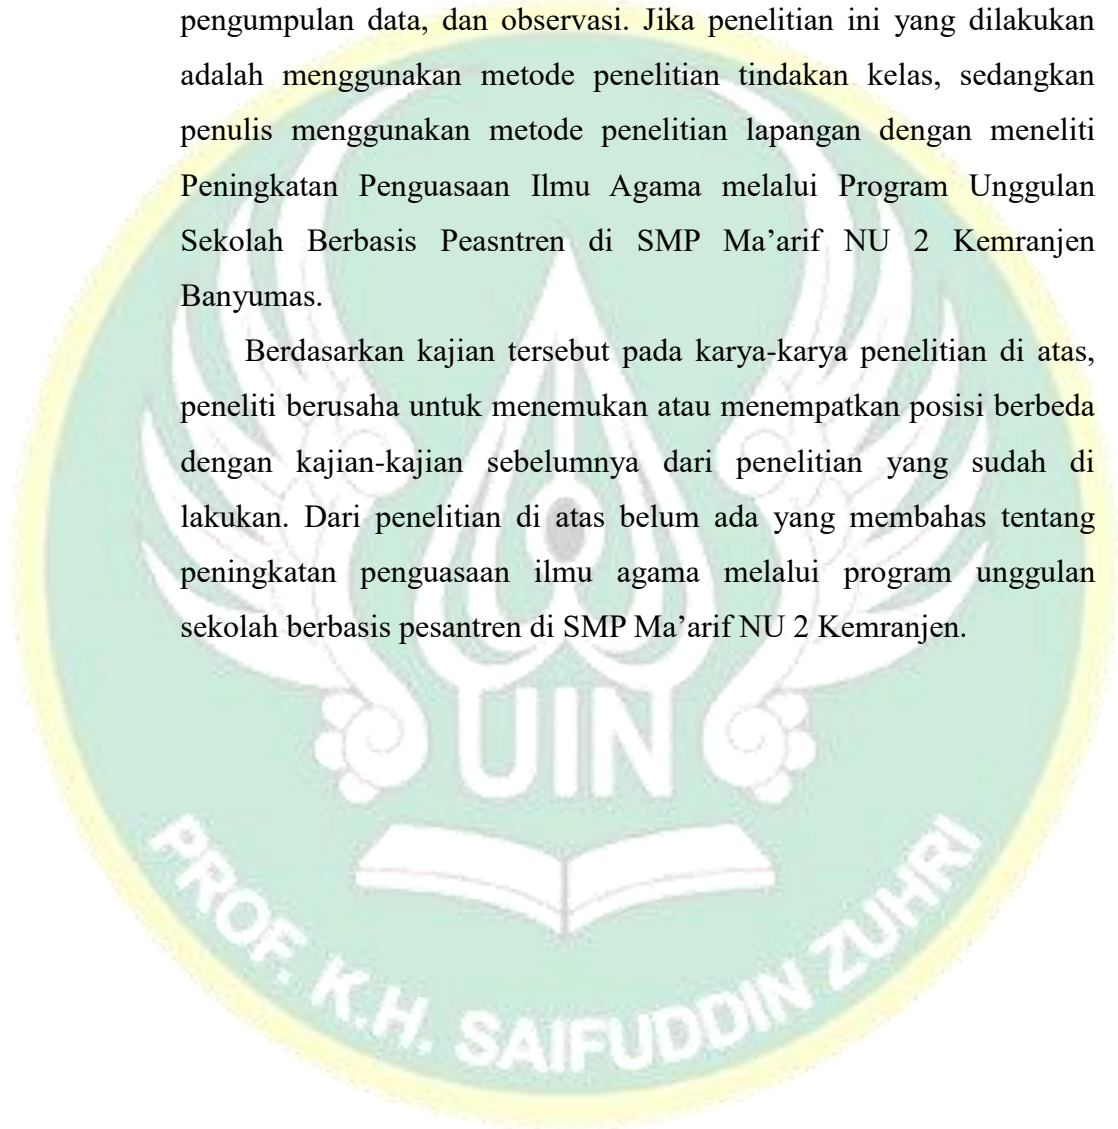 pengumpulan data, dan observasi. Jika penelitian ini yang dilakukan
adalah menggunakan metode penelitian tindakan kelas, sedangkan
penulis menggunakan metode penelitian lapangan dengan meneliti
Peningkatan Penguasaan Ilmu Agama melalui Program Unggulan
Sekolah Berbasis Peasntren di SMP Ma’arif NU 2 Kemranjen
Banyumas.
Berdasarkan kajian tersebut pada karya-karya penelitian di atas,
peneliti berusaha untuk menemukan atau menempatkan posisi berbeda
dengan kajian-kajian sebelumnya dari penelitian yang sudah di
lakukan. Dari penelitian di atas belum ada yang membahas tentang
peningkatan penguasaan ilmu agama melalui program unggulan
sekolah berbasis pesantren di SMP Ma’arif NU 2 Kemranjen.
UIN
PROF. K.H. SAIFUDDIN ZUHRI